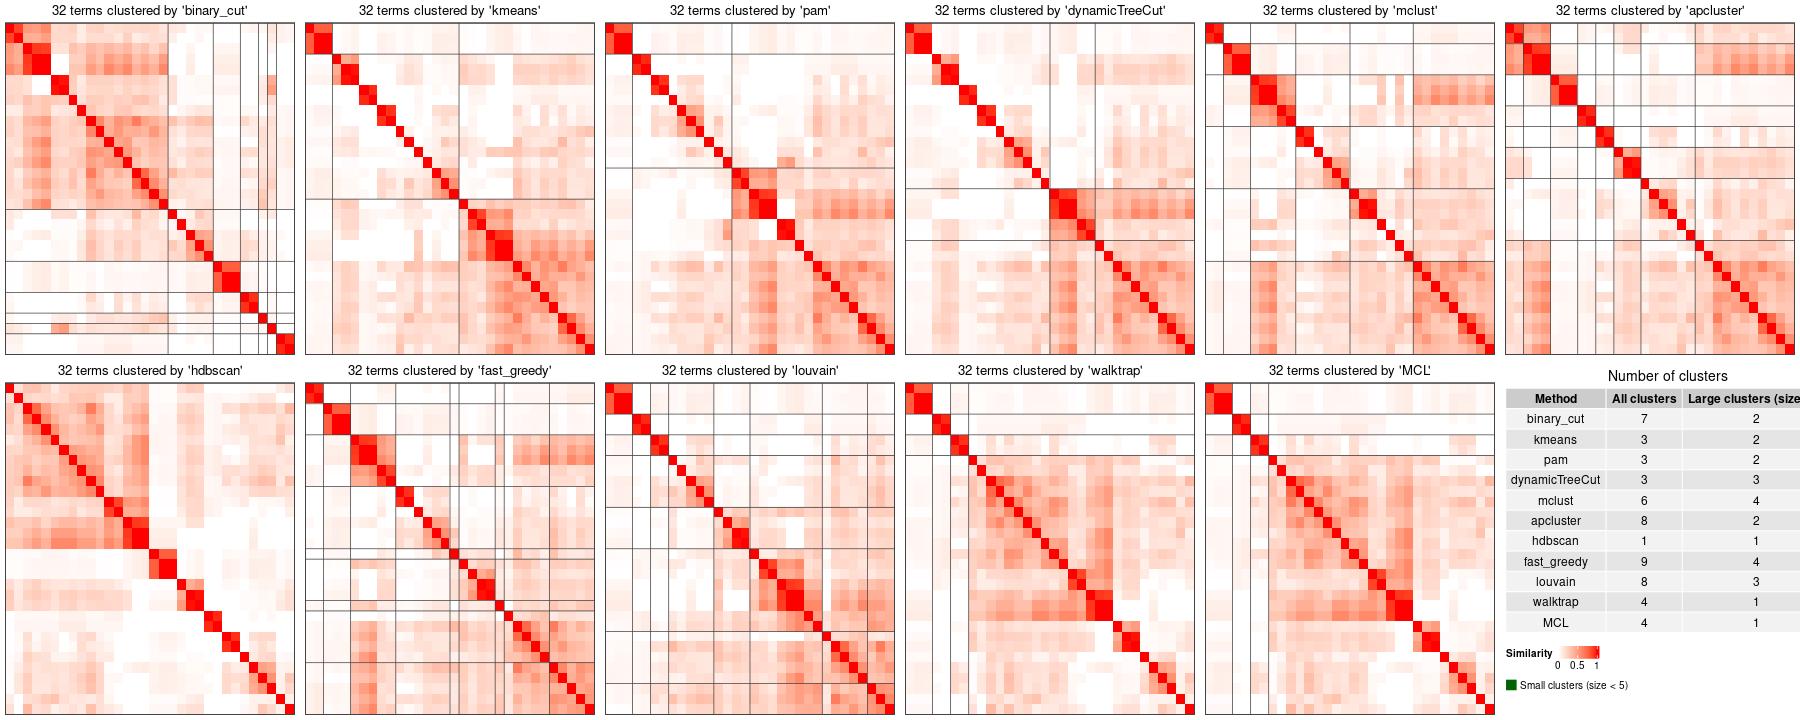 32 terms clustered by 'binary_cut'
32 terms clustered by 'kmeans'
32 terms clustered by 'pam'
32 terms clustered by 'dynamicTreeCut'
32 terms clustered by 'mclust'
32 terms clustered by 'apcluster'
32 terms clustered by 'hdbscan'
32 terms clustered by 'fast_greedy'
32 terms clustered by 'louvain'
32 terms clustered by 'walktrap'
32 terms clustered by 'MCL'
Number of clusters
Method All clusters Large clusters (size
binary_cut 7 2
kmeans 3 2
pam 3 2
dynamicTreeCut 3 3
mclust 6 4
apcluster 8 2
hdbscan 1 1
fast_greedy 9 4
louvain 8 3
walktrap 4 1
MCL 4 1
Similarity
0 0.5 1
Small clusters (size < 5)